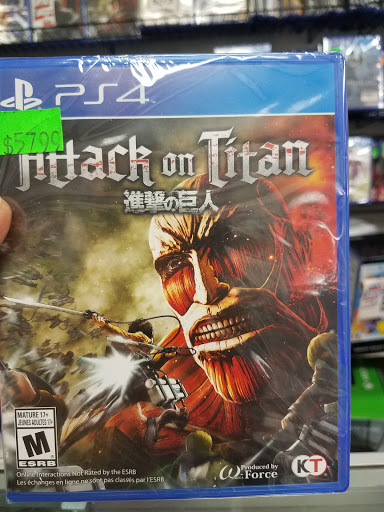 PS4
$57.99
Attack on Titan
進撃の巨人
MATURE 17+
JEUNES ADULTES 17+
M
ESRB
Online Interactions Not Rated by the ESRB
Les échanges en ligne ne sont pas classés par l'ESRB
Produced by
ω-Force
KT